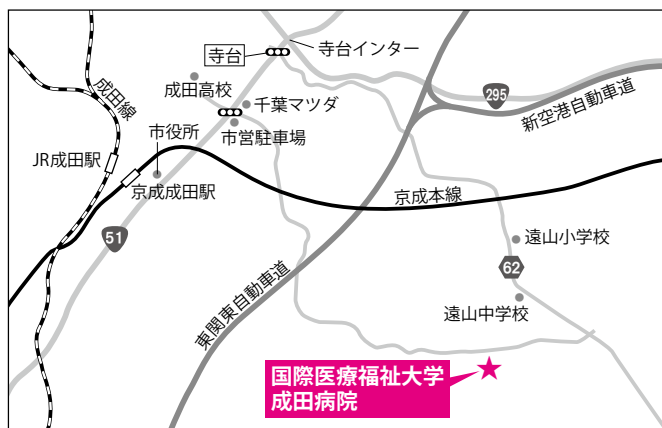 寺台
寺台インター
成田高校
成田線
千葉マツダ
市営駐車場
市役所
JR成田駅
京成成田駅
295
新空港自動車道
京成本線
51
遠山小学校
62
遠山中学校
東関東自動車道
国際医療福祉大学
成田病院